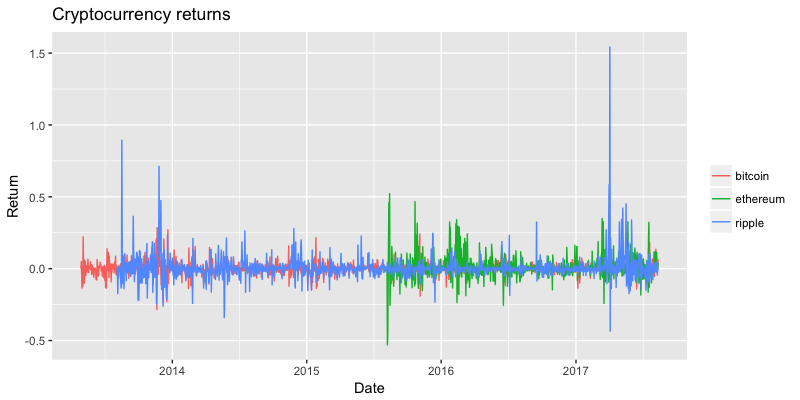 Cryptocurrency returns
Return
1.5
1.0
0.5
0.0
-0.5
2014 2015 2016 2017
Date
bitcoin
ethereum
ripple